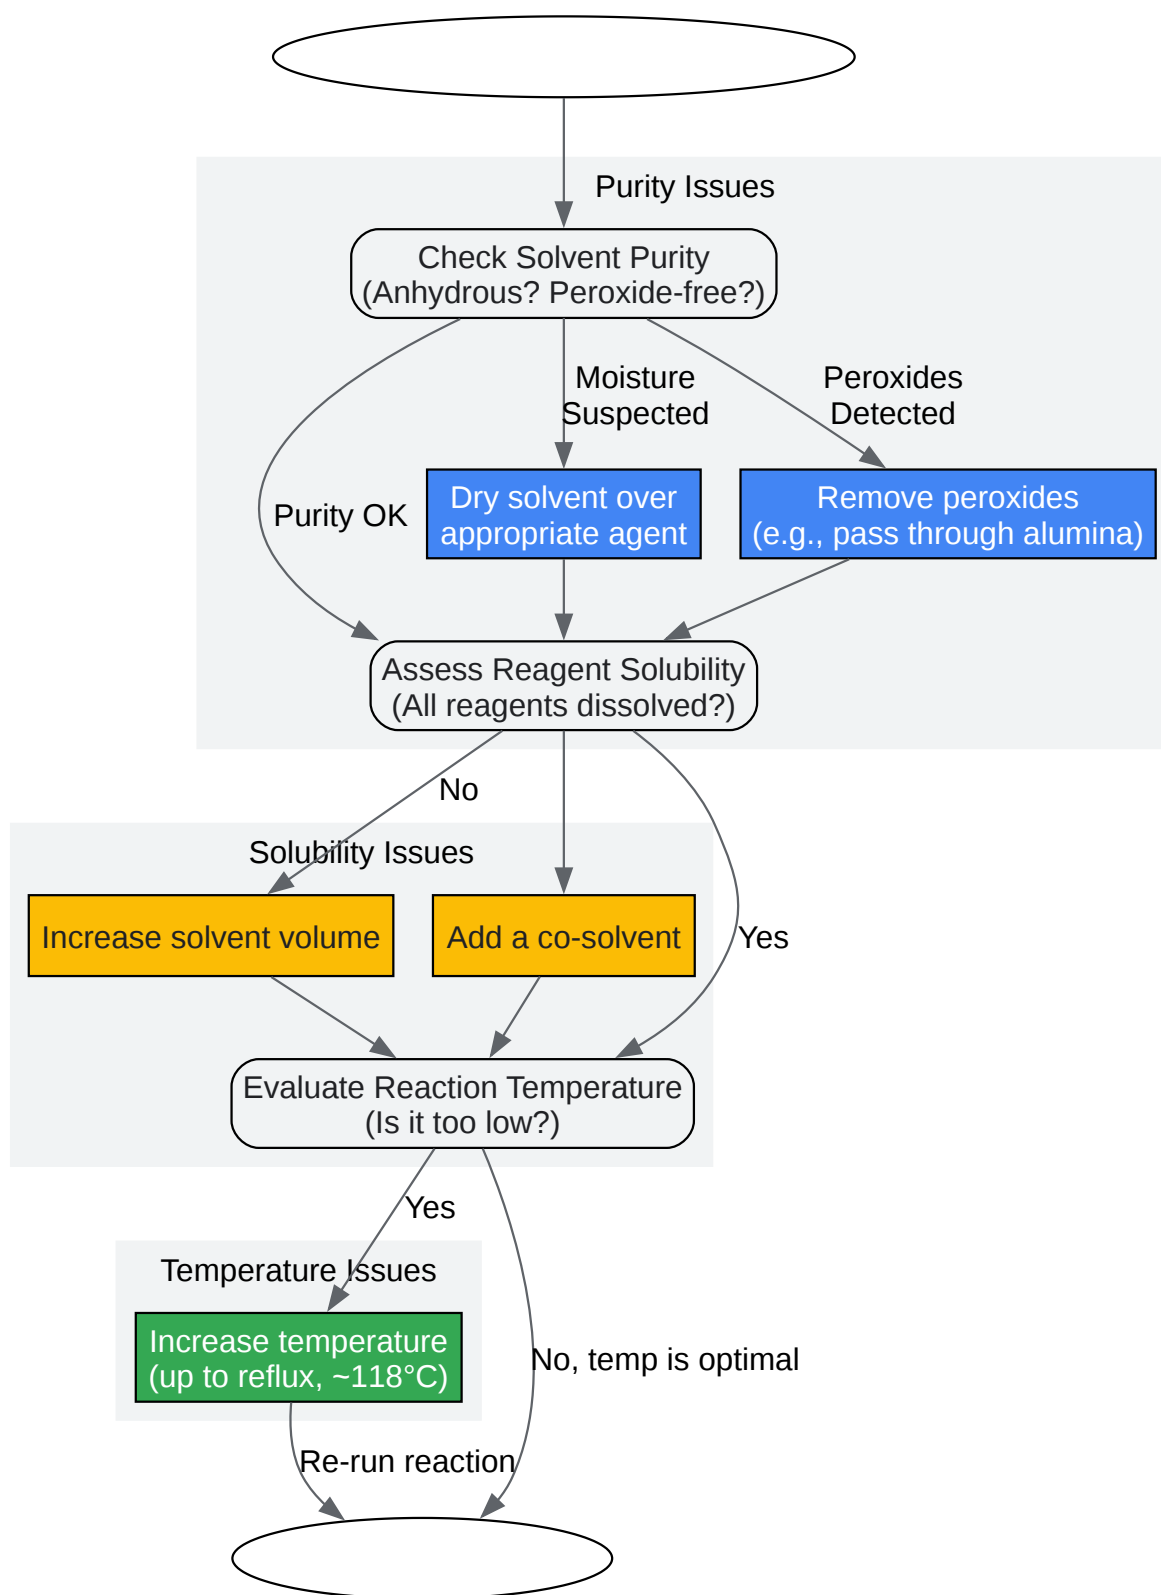 Purity Issues
Check Solvent Purity
(Anhydrous? Peroxide-free?)
Moisture
Suspected
Peroxides
Detected
Purity OK
Dry solvent over
appropriate agent
Remove peroxides
(e.g., pass through alumina)
Assess Reagent Solubility
(All reagents dissolved?)
No
Solubility Issues
Increase solvent volume
Add a co-solvent
Yes
Evaluate Reaction Temperature
(Is it too low?)
Yes
Temperature Issues
Increase temperature
(up to reflux, ~118°C)
No, temp is optimal
Re-run reaction